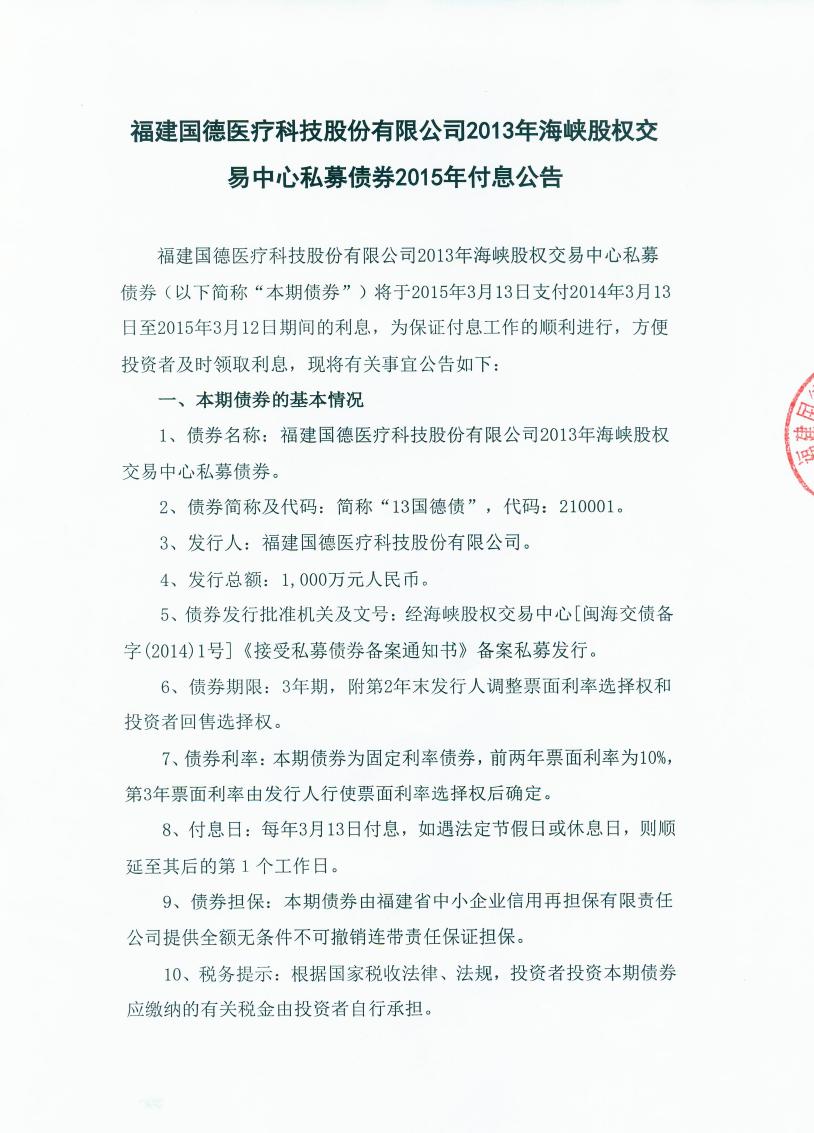 福建国德医疗科技股份有限公司2013年海峡股权交
易中心私募债券2015年付息公告
福建国德医疗科技股份有限公司2013年海峡股权交易中心私募
债券（以下简称“本期债券”）将于2015年3月13日支付2014年3月13
日至2015年3月12日期间的利息，为保证付息工作的顺利进行，方便
投资者及时领取利息，现将有关事宜公告如下：
一、本期债券的基本情况
1、债券名称：福建国德医疗科技股份有限公司2013年海峡股权
交易中心私募债券。
2、债券简称及代码：简称“13国德债”，代码：210001。
3、发行人：福建国德医疗科技股份有限公司。
4、发行总额：1,000万元人民币。
5、债券发行批准机关及文号：经海峡股权交易中心[闽海交债备
字(2014)1号]《接受私募债券备案通知书》备案私募发行。
6、债券期限：3年期，附第2年末发行人调整票面利率选择权和
投资者回售选择权。
7、债券利率：本期债券为固定利率债券，前两年票面利率为10%，
第3年票面利率由发行人行使票面利率选择权后确定。
8、付息日：每年3月13日付息，如遇法定节假日或休息日，则顺
延至其后的第1个工作日。
9、债券担保：本期债券由福建省中小企业信用再担保有限责任
公司提供全额无条件不可撤销连带责任保证担保。
10、税务提示：根据国家税收法律、法规，投资者投资本期债券
应缴纳的有关税金由投资者自行承担。
福建国